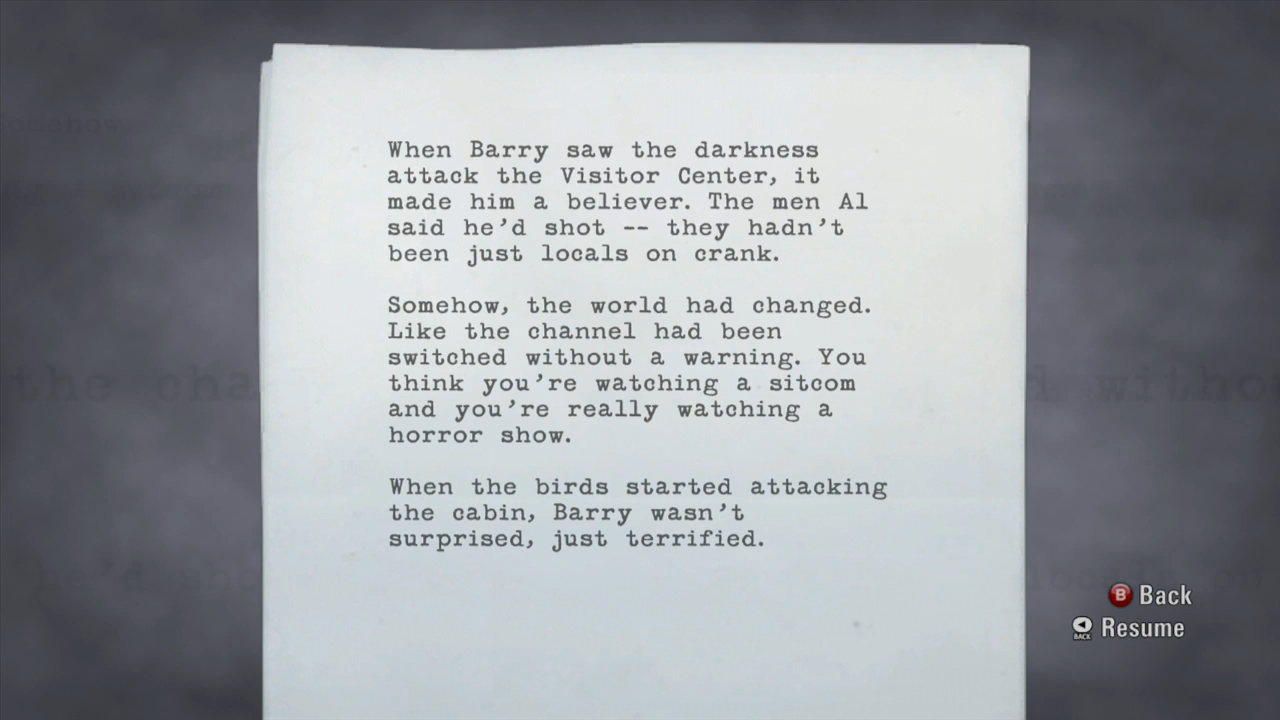 When Barry saw the darkness
attack the Visitor Center, it
made him a believer. The men Al
said he’d shot -- they hadn’t
been just locals on crank.
Somehow, the world had changed.
Like the channel had been
switched without a warning. You
think you’re watching a sitcom
and you’re really watching a
horror show.
When the birds started attacking
the cabin, Barry wasn’t
surprised, just terrified.
B Back
BACK Resume